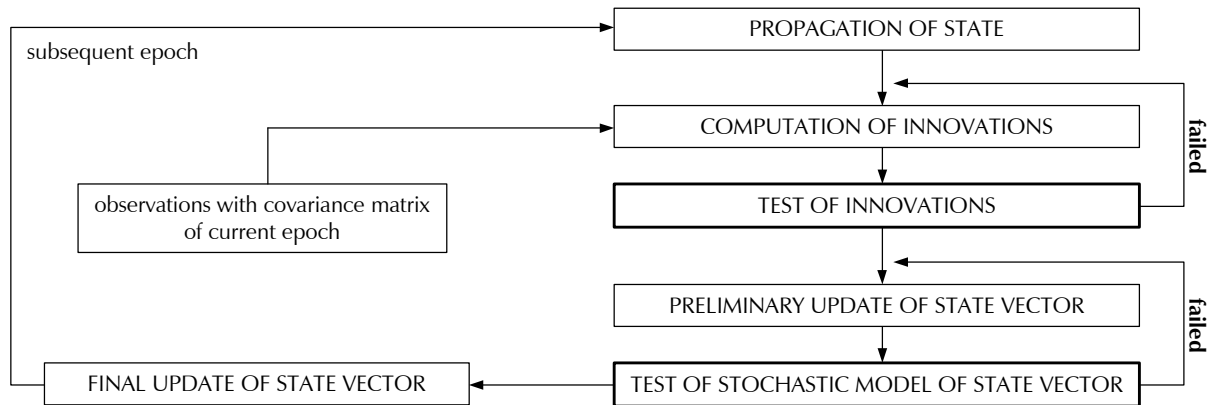 PROPAGATION OF STATE
subsequent epoch
COMPUTATION OF INNOVATIONS
failed
observations with covariance matrix
of current epoch
TEST OF INNOVATIONS
PRELIMINARY UPDATE OF STATE VECTOR
failed
FINAL UPDATE OF STATE VECTOR
TEST OF STOCHASTIC MODEL OF STATE VECTOR